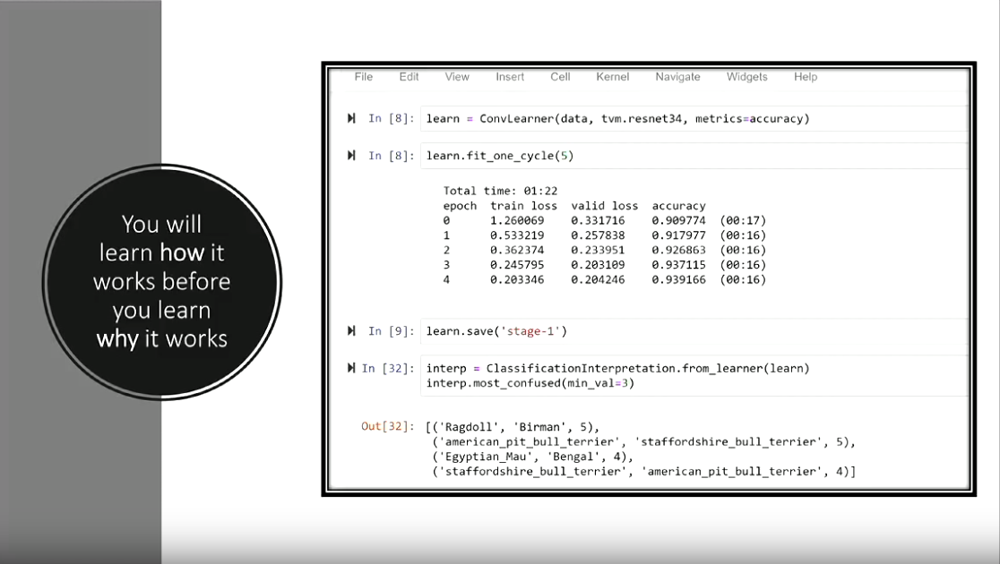 You will
learn how it
works before
you learn
why it works
File Edit View Insert Cell Kernel Navigate Widgets Help
In [8]: learn = ConvLearner(data, tvm.resnet34, metrics=accuracy)
In [8]: learn.fit_one_cycle(5)
Total time: 01:22
epoch train loss valid loss accuracy
0 1.260069 0.331716 0.909774 (00:17)
1 0.533219 0.257838 0.917977 (00:16)
2 0.362374 0.233951 0.926863 (00:16)
3 0.245795 0.203109 0.937115 (00:16)
4 0.203346 0.204246 0.939166 (00:16)
In [9]: learn.save('stage-1')
In [32]: interp = ClassificationInterpretation.from_learner(learn)
interp.most_confused(min_val=3)
Out[32]: [('Ragdoll', 'Birman', 5),
('american_pit_bull_terrier', 'staffordshire_bull_terrier', 5),
('Egyptian_Mau', 'Bengal', 4),
('staffordshire_bull_terrier', 'american_pit_bull_terrier', 4)]